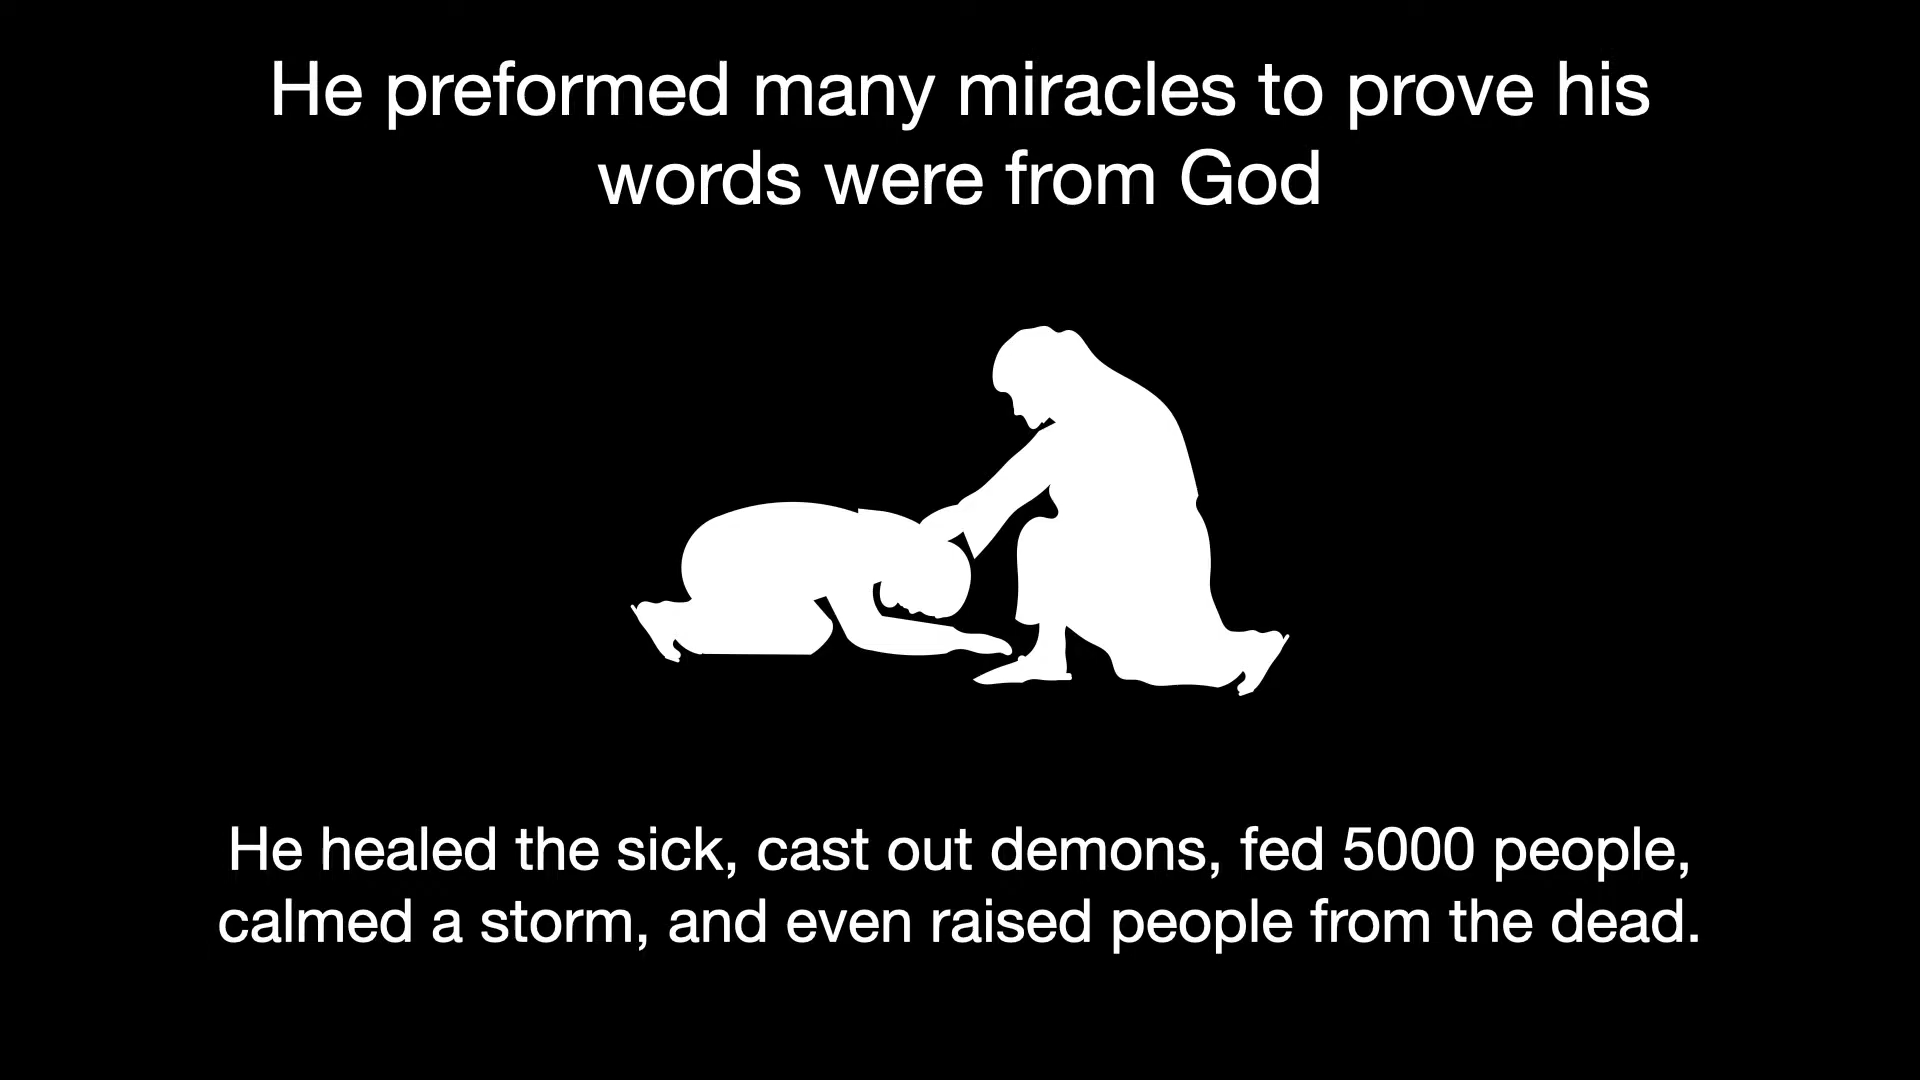 He preformed many miracles to prove his
words were from God
He healed the sick, cast out demons, fed 5000 people,
calmed a storm, and even raised people from the dead.